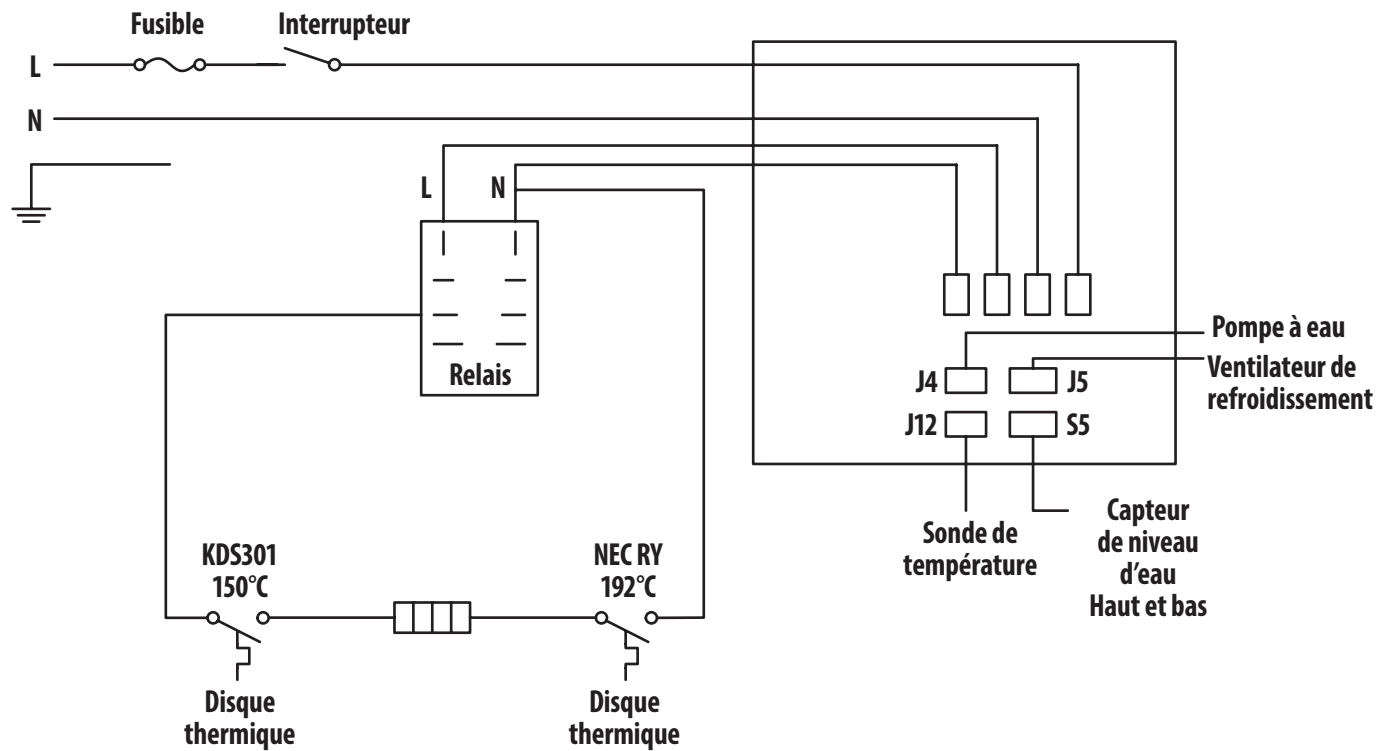 Fusible
Interrupteur
L
N
L
N
Relais
Pompe à eau
Ventilateur de
refroidissement
J4
J5
J12
S5
Sonde de
température
Capteur
de niveau
d'eau
Haut et bas
KDS301
150°C
NEC RY
192°C
Disque
thermique
Disque
thermique